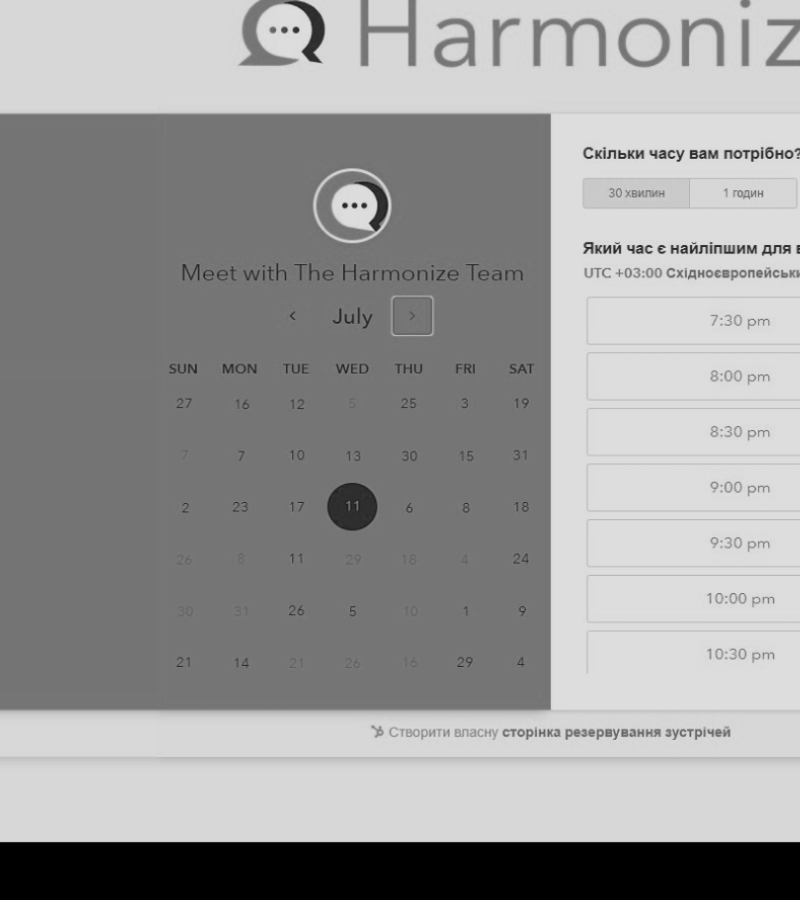 Harmoniz
Meet with The Harmonize Team
July
SUN MON TUE WED THU FRI SAT
27 16 12 5 25 3 19
7 7 10 13 30 15 31
2 23 17 11 6 8 18
26 8 11 29 18 4 24
30 31 26 5 10 1 9
21 14 21 26 16 29 4
Скільки часу вам потрібно?
30 хвилин 1 годин
Який час є найліпшим для в
UTC +03:00 Східноєвропейськи
7:30 pm
8:00 pm
8:30 pm
9:00 pm
9:30 pm
10:00 pm
10:30 pm
Створити власну сторінка резервування зустрічей